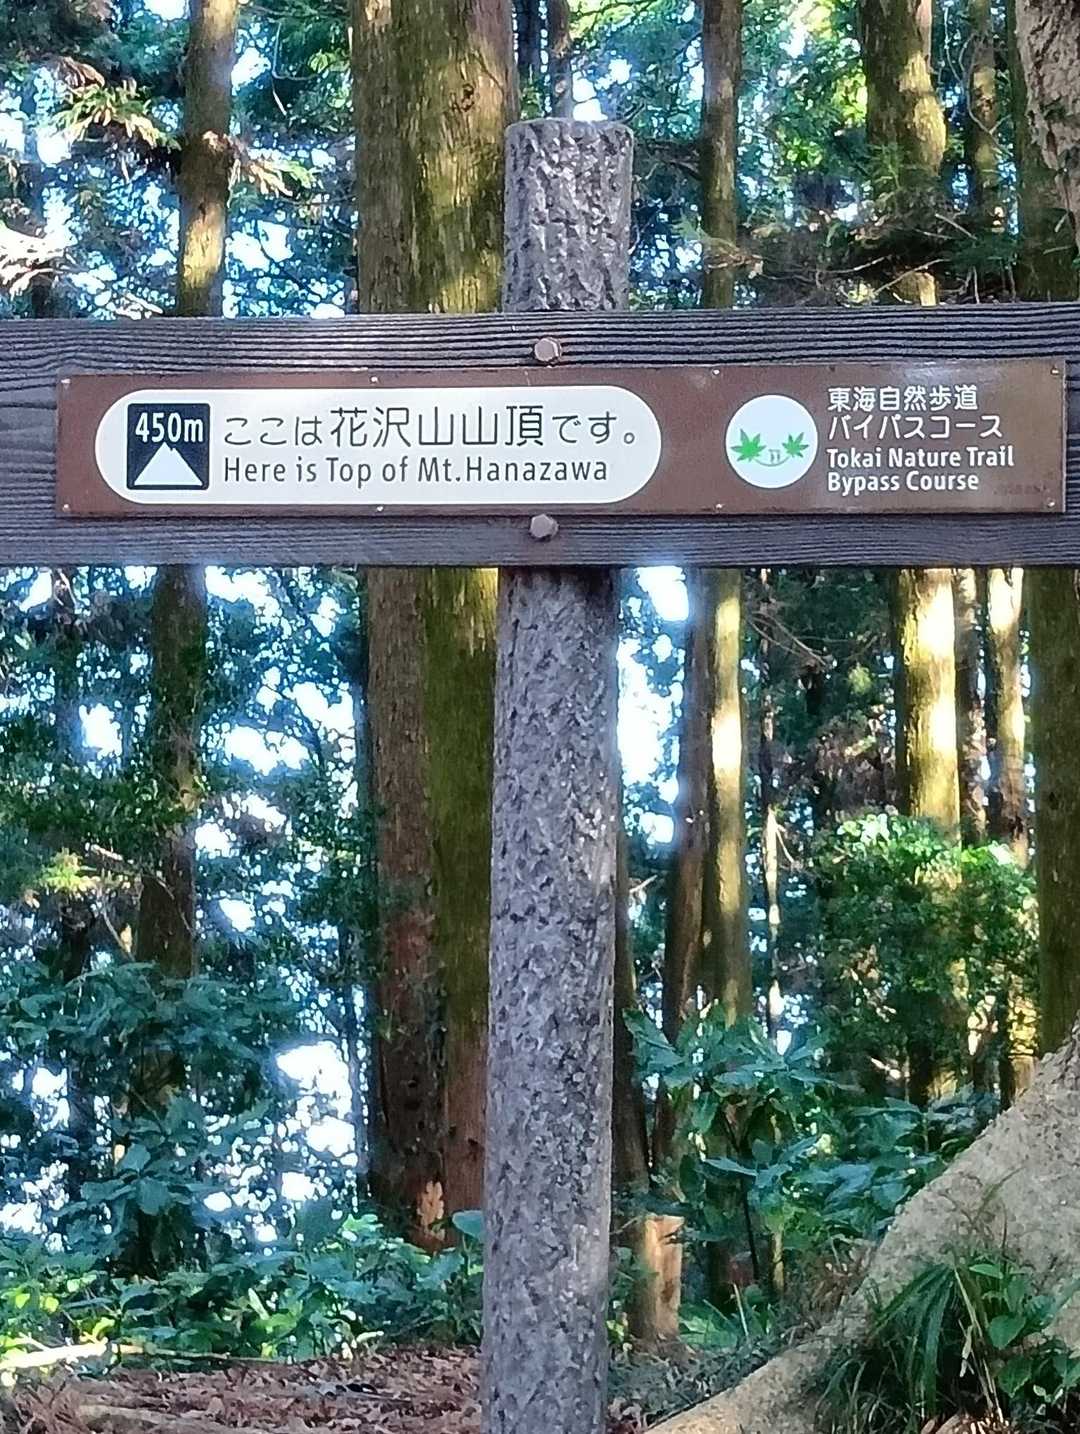 450m
ここは花沢山山頂です。
Here is Top of Mt.Hanazawa
東海自然歩道
バイパスコース
Tokai Nature Trail
Bypass Course